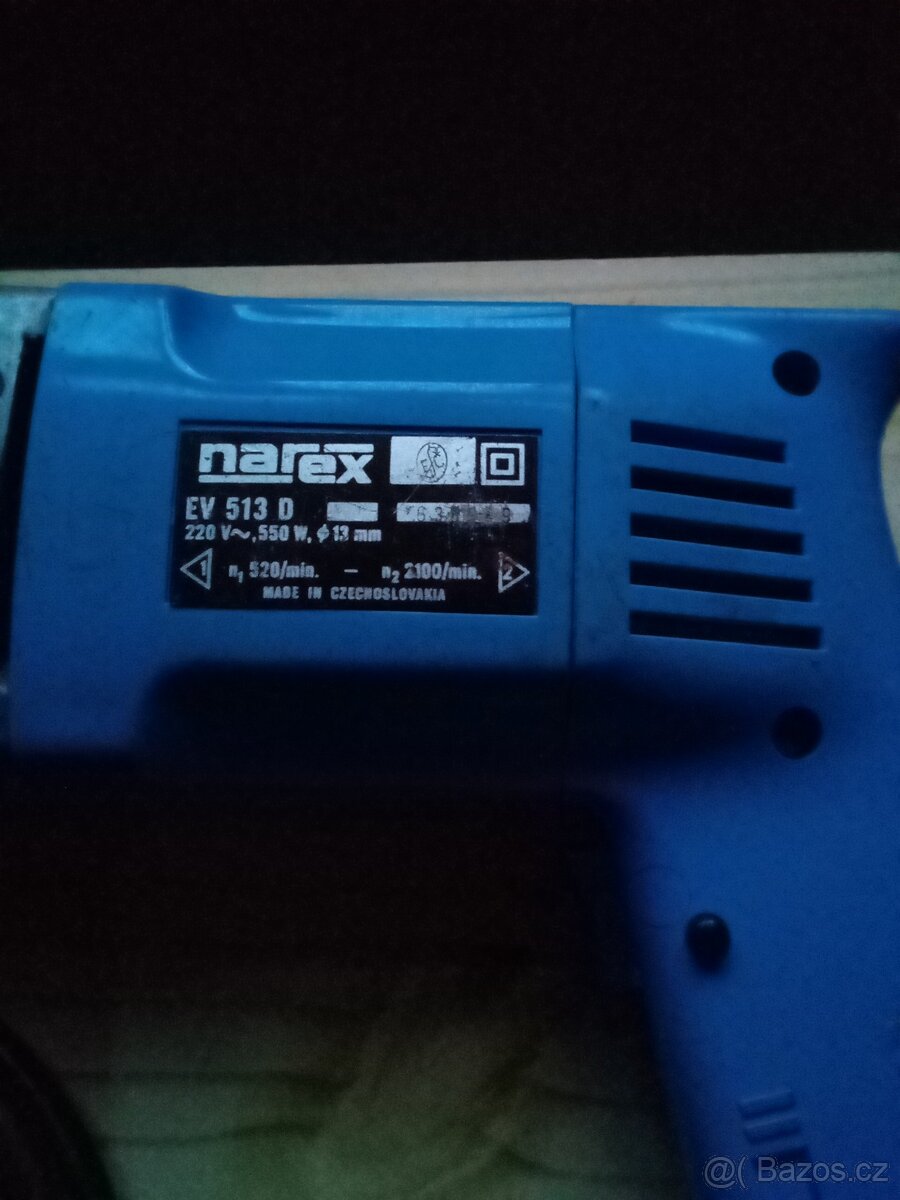 narex
EV 513 D
220 V~, 550 W, ϕ 13 mm
1 n₁ 520/min. — n₂ 2100/min. 2
MADE IN CZECHOSLOVAKIA
@( Bazos.cz